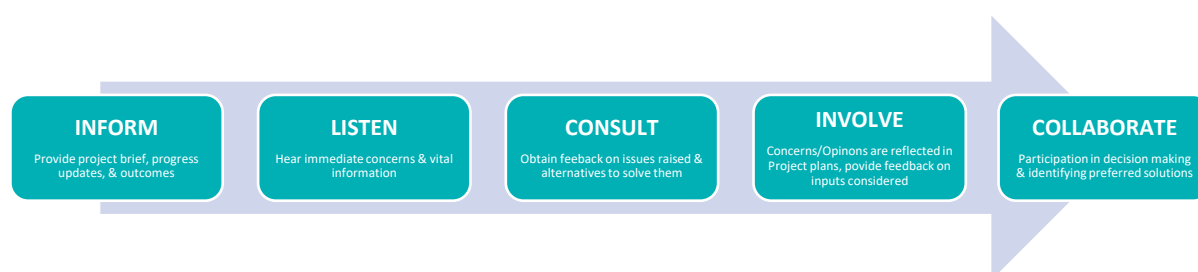 INFORM
Provide project brief, progress
updates, & outcomes
LISTEN
Hear immediate concerns & vital
information
CONSULT
Obtain feeback on issues raised &
alternatives to solve them
INVOLVE
Concerns/Opinons are reflected in
Project plans, povide feedback on
inputs considered
COLLABORATE
Participation in decision making
& identifying preferred solutions